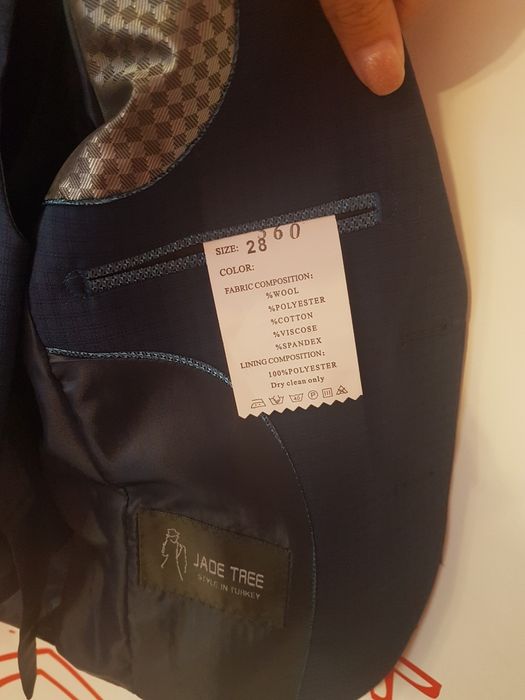 360
SIZE: 28
COLOR:
FABRIC COMPOSITION:
%WOOL
%POLYESTER
%COTTON
%VISCOSE
%SPANDEX
LINING COMPOSITION:
100%POLYESTER
Dry clean only
40 P
JADE TREE
STYLE IN TURKEY